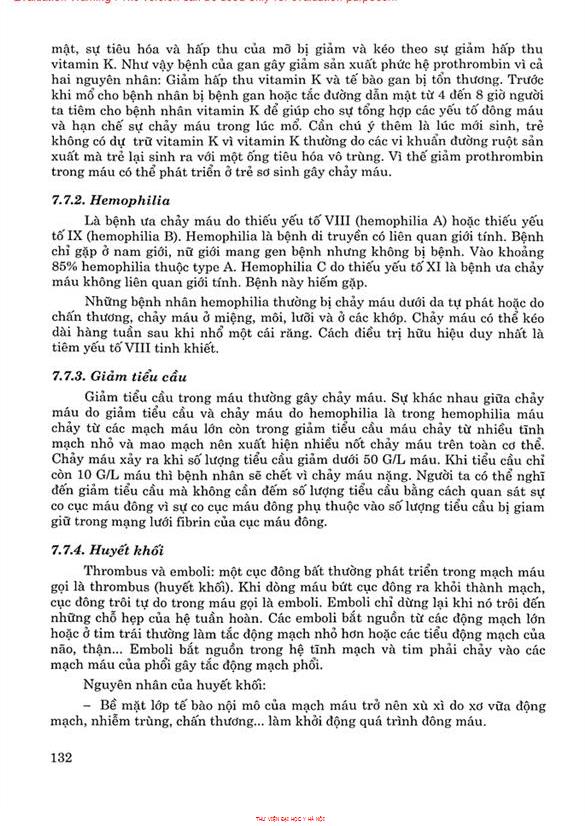 mật, sự tiêu hóa và hấp thu của mỡ bị giảm và kéo theo sự giảm hấp thu
vitamin K. Như vậy bệnh của gan gây giảm sản xuất phức hệ prothrombin vì cả
hai nguyên nhân: Giảm hấp thu vitamin K và tế bào gan bị tổn thương. Trước
khi mổ cho bệnh nhân bị bệnh gan hoặc tắc đường dẫn mật từ 4 đến 8 giờ người
ta tiêm cho bệnh nhân vitamin K để giúp cho sự tổng hợp các yếu tố đông máu
và hạn chế sự chảy máu trong lúc mổ. Cần chú ý thêm là lúc mới sinh, trẻ
không có dự trữ vitamin K vì vitamin K thường do các vi khuẩn đường ruột sản
xuất mà trẻ lại sinh ra với một ống tiêu hóa vô trùng. Vì thế giảm prothrombin
trong máu có thể phát triển ở trẻ sơ sinh gây chảy máu.
7.7.2. Hemophilia
Là bệnh ưa chảy máu do thiếu yếu tố VIII (hemophilia A) hoặc thiếu yếu
tố IX (hemophilia B). Hemophilia là bệnh di truyền có liên quan giới tính. Bệnh
chỉ gặp ở nam giới, nữ giới mang gen bệnh nhưng không bị bệnh. Vào khoảng
85% hemophilia thuộc type A. Hemophilia C do thiếu yếu tố XI là bệnh ưa chảy
máu không liên quan giới tính. Bệnh này hiếm gặp.
Những bệnh nhân hemophilia thường bị chảy máu dưới da tự phát hoặc do
chấn thương, chảy máu ở miệng, môi, lưỡi và ở các khớp. Chảy máu có thể kéo
dài hàng tuần sau khi nhổ một cái răng. Cách điều trị hữu hiệu duy nhất là
tiêm yếu tố VIII tinh khiết.
7.7.3. Giảm tiểu cầu
Giảm tiểu cầu trong máu thường gây chảy máu. Sự khác nhau giữa chảy
máu do giảm tiểu cầu và chảy máu do hemophilia là trong hemophilia máu
chảy từ các mạch máu lớn còn trong giảm tiểu cầu máu chảy từ nhiều tĩnh
mạch nhỏ và mao mạch nên xuất hiện nhiều nốt chảy máu trên toàn cơ thể.
Chảy máu xảy ra khi số lượng tiểu cầu giảm dưới 50 G/L máu. Khi tiểu cầu chỉ
còn 10 G/L máu thì bệnh nhân sẽ chết vì chảy máu nặng. Người ta có thể nghĩ
đến giảm tiểu cầu mà không cần đếm số lượng tiểu cầu bằng cách quan sát sự
co cục máu đông vì sự co cục máu đông phụ thuộc vào số lượng tiểu cầu bị giam
giữ trong mạng lưới fibrin của cục máu đông.
7.7.4. Huyết khối
Thrombus và emboli: một cục đông bất thường phát triển trong mạch máu
gọi là thrombus (huyết khối). Khi dòng máu bứt cục đông ra khỏi thành mạch,
cục đông trôi tự do trong máu gọi là emboli. Emboli chỉ dừng lại khi nó trôi đến
những chỗ hẹp của hệ tuần hoàn. Các emboli bắt nguồn từ các động mạch lớn
hoặc ở tim trái thường làm tắc động mạch nhỏ hơn hoặc các tiểu động mạch của
não, thận... Emboli bắt nguồn trong hệ tĩnh mạch và tim phải chảy vào các
mạch máu của phổi gây tắc động mạch phổi.
Nguyên nhân của huyết khối:
– Bề mặt lớp tế bào nội mô của mạch máu trở nên xù xì do xơ vữa động
mạch, nhiễm trùng, chấn thương... làm khởi động quá trình đông máu.
132
THƯ VIỆN ĐẠI HỌC Y HÀ NỘI